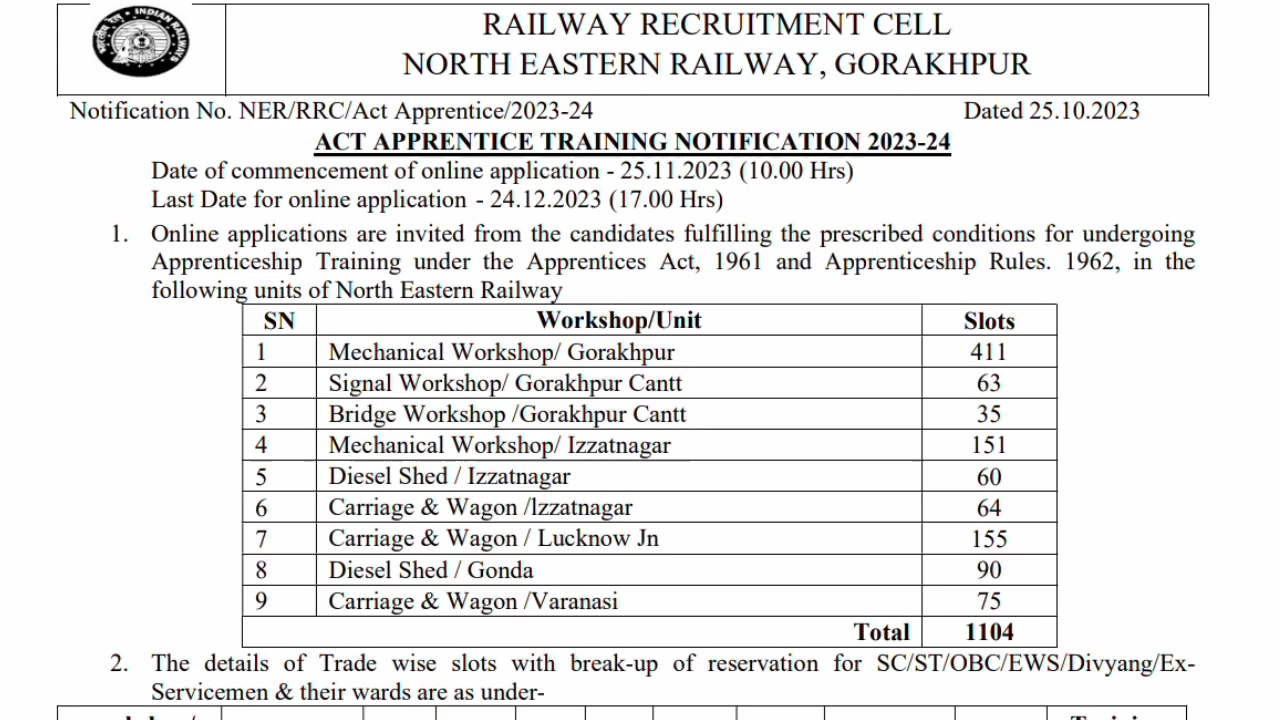 INDIAN RAILWAYS
RAILWAY RECRUITMENT CELL
NORTH EASTERN RAILWAY, GORAKHPUR
Notification No. NER/RRC/Act Apprentice/2023-24 Dated 25.10.2023
ACT APPRENTICE TRAINING NOTIFICATION 2023-24
Date of commencement of online application - 25.11.2023 (10.00 Hrs)
Last Date for online application - 24.12.2023 (17.00 Hrs)
1. Online applications are invited from the candidates fulfilling the prescribed conditions for undergoing
Apprenticeship Training under the Apprentices Act, 1961 and Apprenticeship Rules. 1962, in the
following units of North Eastern Railway
SN Workshop/Unit Slots
1 Mechanical Workshop/ Gorakhpur 411
2 Signal Workshop/ Gorakhpur Cantt 63
3 Bridge Workshop /Gorakhpur Cantt 35
4 Mechanical Workshop/ Izzatnagar 151
5 Diesel Shed / Izzatnagar 60
6 Carriage & Wagon /lzzatnagar 64
7 Carriage & Wagon / Lucknow Jn 155
8 Diesel Shed / Gonda 90
9 Carriage & Wagon /Varanasi 75
Total 1104
2. The details of Trade wise slots with break-up of reservation for SC/ST/OBC/EWS/Divyang/Ex-
Servicemen & their wards are as under-